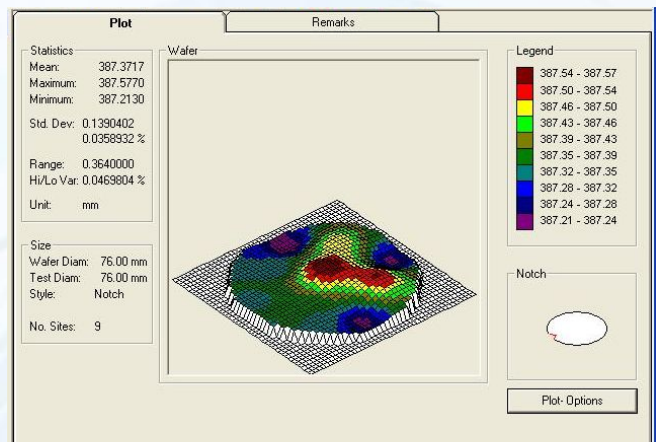 Plot
Remarks
Statistics
Mean: 387.3717
Maximum: 387.5770
Minimum: 387.2130
Std. Dev: 0.1390402
0.0358932 %
Range: 0.3640000
Hi/Lo Var: 0.0469804 %
Unit: mm
Size
Wafer Diam: 76.00 mm
Test Diam: 76.00 mm
Style: Notch
No. Sites: 9
Wafer
Legend
387.54 - 387.57
387.50 - 387.54
387.46 - 387.50
387.43 - 387.46
387.39 - 387.43
387.35 - 387.39
387.32 - 387.35
387.28 - 387.32
387.24 - 387.28
387.21 - 387.24
Notch
Plot- Options